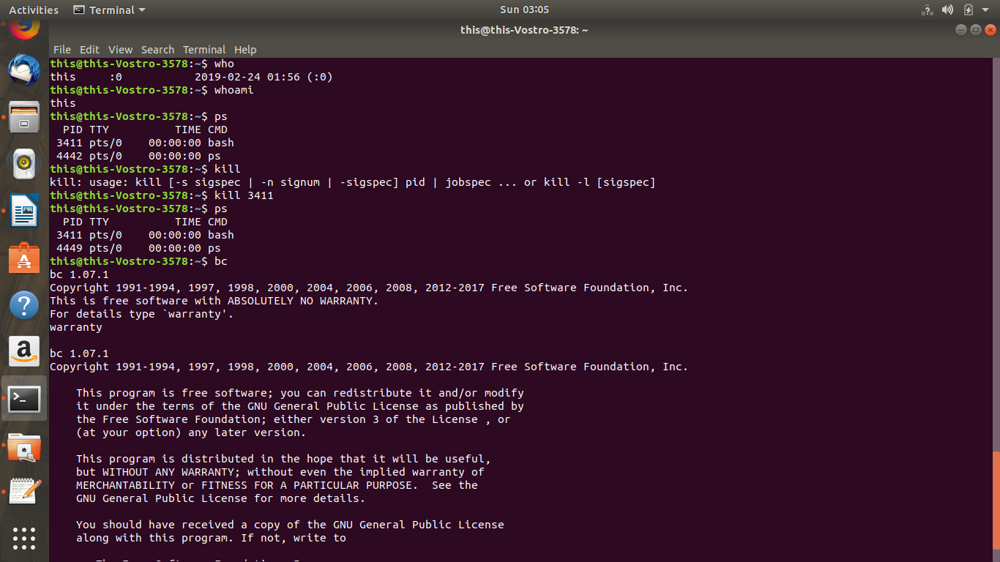 Activities Terminal Sun 03:05
this@this-Vostro-3578: ~
File Edit View Search Terminal Help
this@this-Vostro-3578:~$ who
this     :0           2019-02-24 01:56 (:0)
this@this-Vostro-3578:~$ whoami
this
this@this-Vostro-3578:~$ ps
  PID TTY          TIME CMD
 3411 pts/0    00:00:00 bash
 4442 pts/0    00:00:00 ps
this@this-Vostro-3578:~$ kill
kill: usage: kill [-s sigspec | -n signum | -sigspec] pid | jobspec ... or kill -l [sigspec]
this@this-Vostro-3578:~$ kill 3411
this@this-Vostro-3578:~$ ps
  PID TTY          TIME CMD
 3411 pts/0    00:00:00 bash
 4449 pts/0    00:00:00 ps
this@this-Vostro-3578:~$ bc
bc 1.07.1
Copyright 1991-1994, 1997, 1998, 2000, 2004, 2006, 2008, 2012-2017 Free Software Foundation, Inc.
This is free software with ABSOLUTELY NO WARRANTY.
For details type `warranty'.
warranty

bc 1.07.1
Copyright 1991-1994, 1997, 1998, 2000, 2004, 2006, 2008, 2012-2017 Free Software Foundation, Inc.

    This program is free software; you can redistribute it and/or modify
    it under the terms of the GNU General Public License as published by
    the Free Software Foundation; either version 3 of the License , or
    (at your option) any later version.

    This program is distributed in the hope that it will be useful,
    but WITHOUT ANY WARRANTY; without even the implied warranty of
    MERCHANTABILITY or FITNESS FOR A PARTICULAR PURPOSE.  See the
    GNU General Public License for more details.

    You should have received a copy of the GNU General Public License
    along with this program. If not, write to